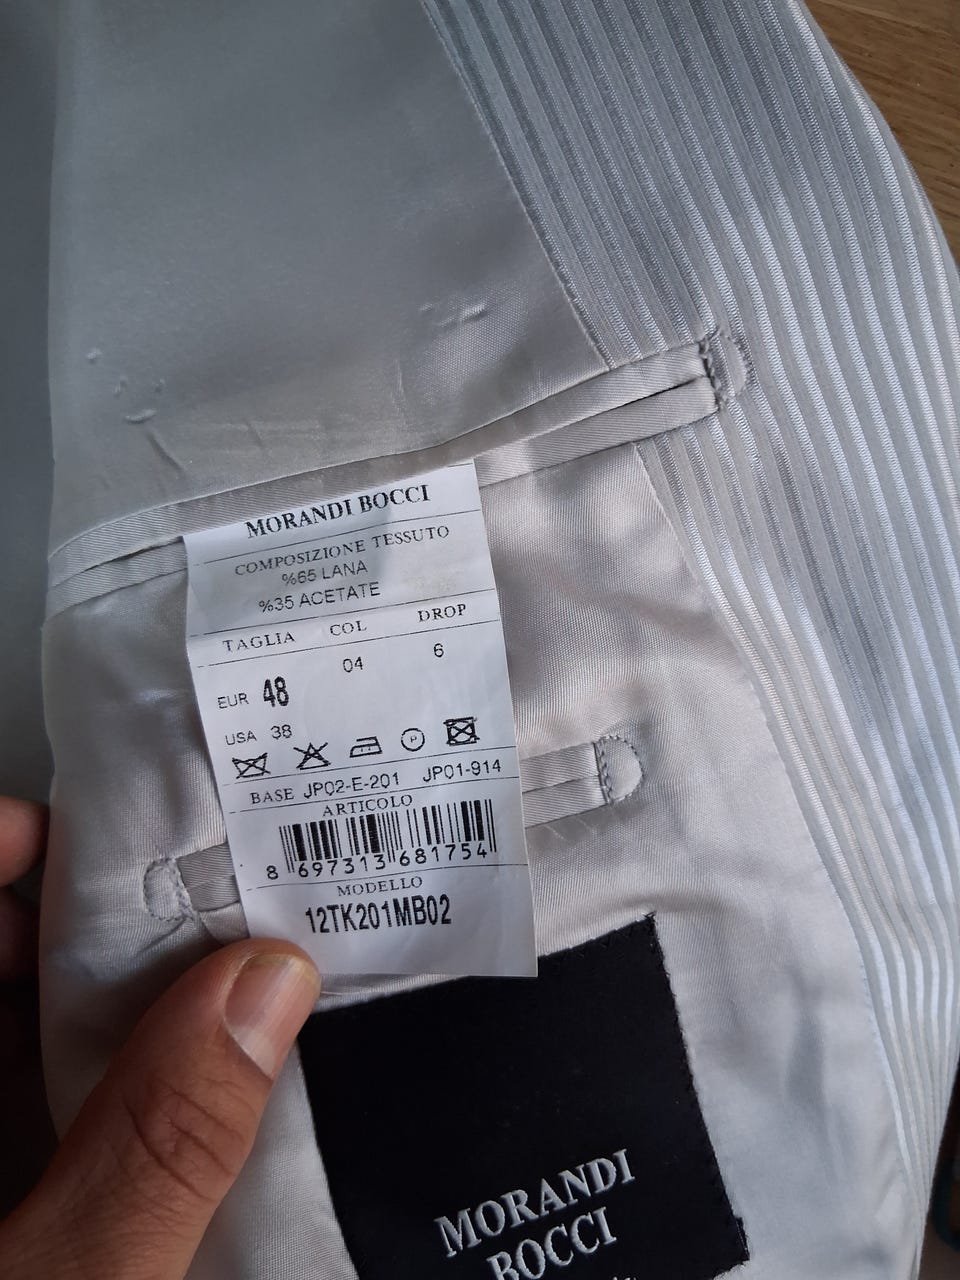 MORANDI BOCCI
COMPOSIZIONE TESSUTO
%65 LANA
%35 ACETATE
TAGLIA COL DROP
EUR 48 04 6
USA 38
P
BASE JP02-E-201 JP01-914
ARTICOLO
8 697313 681754
MODELLO
12TK201MB02
MORANDI
BOCCI